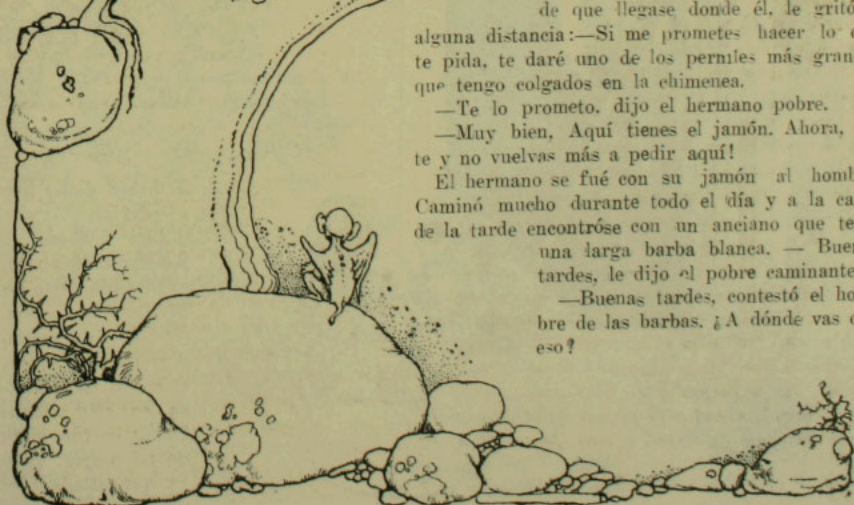 de que llegase donde él, le gritó
alguna distancia:—Si me prometes hacer lo
te pida, te daré uno de los perniles más gran
que tengo colgados en la chimenea.
—Te lo prometo. dijo el hermano pobre.
—Muy bien, Aquí tienes el jamón. Ahora,
te y no vuelvas más a pedir aquí!
El hermano se fué con su jamón al homb
Caminó mucho durante todo el día y a la ca
de la tarde encontróse con un anciano que te
una larga barba blanca. — Buen
tardes, le dijo el pobre caminante
—Buenas tardes, contestó el ho
bre de las barbas. ¿A dónde vas
eso?